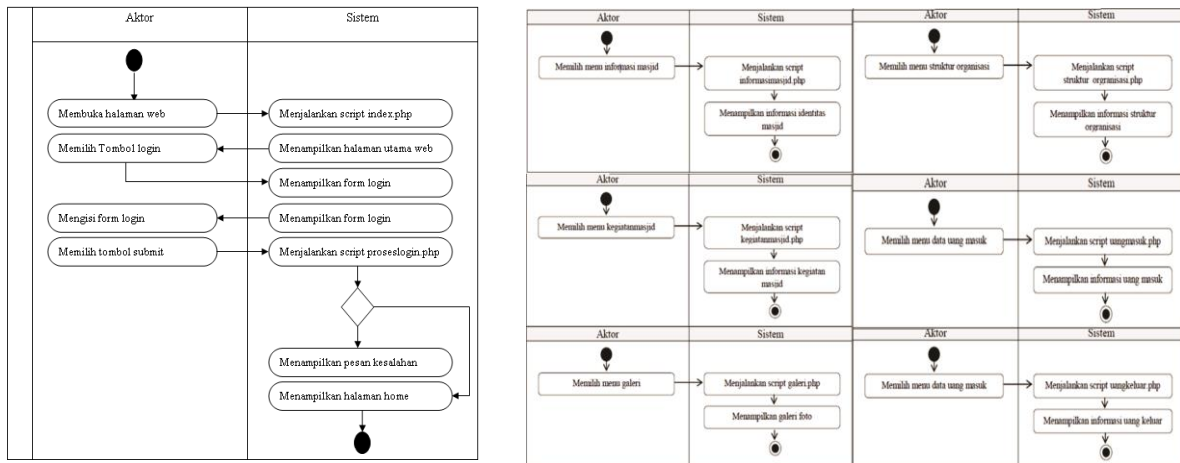 Aktor
Sistem
Membuka halaman web
Menjalankan script index.php
Memilih Tombol login
Menampilkan halaman utama web
Menampilkan form login
Mengisi form login
Menampilkan form login
Memilih tombol submit
Menjalankan script proseslogin.php
Menampilkan pesan kesalahan
Menampilkan halaman home
Aktor
Sistem
Memilih menu informasi masjid
Menjalankan script
informasimasjid.php
Menampilkan informasi identitas
masjid
Aktor
Sistem
Memilih menu struktur organisasi
Menjalankan script
struktur orgranisasi.php
Menampilkan informasi struktur
orgranisasi
Aktor
Sistem
Memilih menu kegiatanmasjid
Menjalankan script
kegiatanmasjid.php
Menampilkan informasi kegiatan
masjid
Aktor
Sistem
Memilih menu data uang masuk
Menjalankan script uangmasuk.php
Menampilkan informasi uang masuk
Aktor
Sistem
Memilih menu galeri
Menjalankan script galeri.php
Menampilkan galeri foto
Aktor
Sistem
Memilih menu data uang masuk
Menjalankan script uangkeluar.php
Menampilkan informasi uang keluar